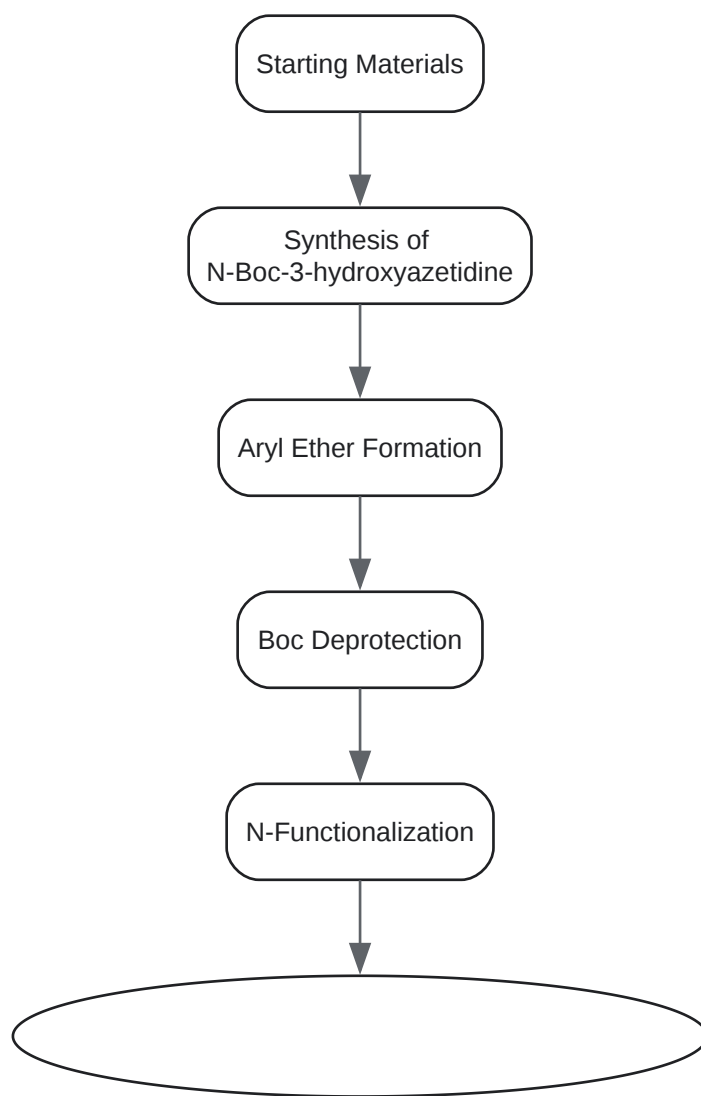 Starting Materials
Synthesis of
N-Boc-3-hydroxyazetidine
Aryl Ether Formation
Boc Deprotection
N-Functionalization